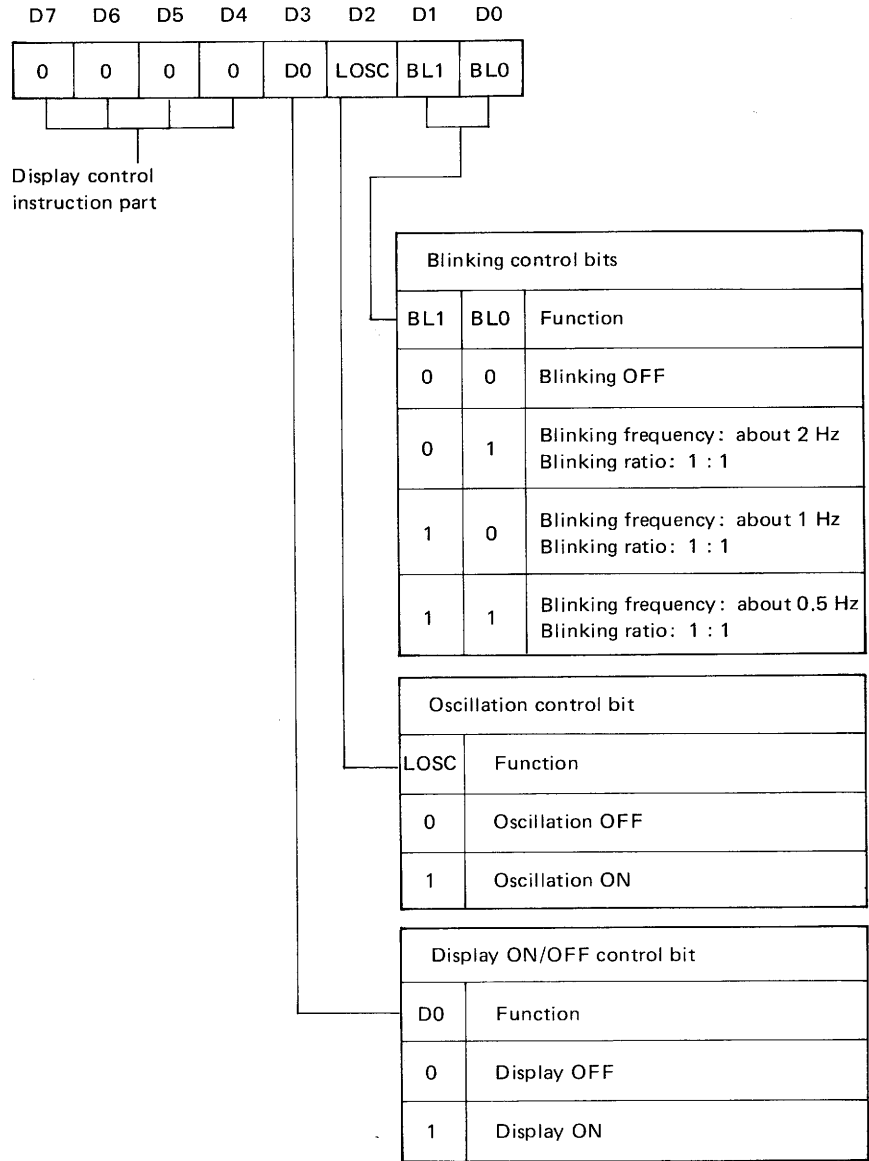 D7 D6 D5 D4 D3 D2 D1 D0
0 0 0 0 D0 LOSC BL1 BL0
Display control
instruction part
Blinking control bits
BL1 BL0 Function
0 0 Blinking OFF
0 1 Blinking frequency: about 2 Hz
Blinking ratio: 1 : 1
1 0 Blinking frequency: about 1 Hz
Blinking ratio: 1 : 1
1 1 Blinking frequency: about 0.5 Hz
Blinking ratio: 1 : 1
Oscillation control bit
LOSC Function
0 Oscillation OFF
1 Oscillation ON
Display ON/OFF control bit
D0 Function
0 Display OFF
1 Display ON